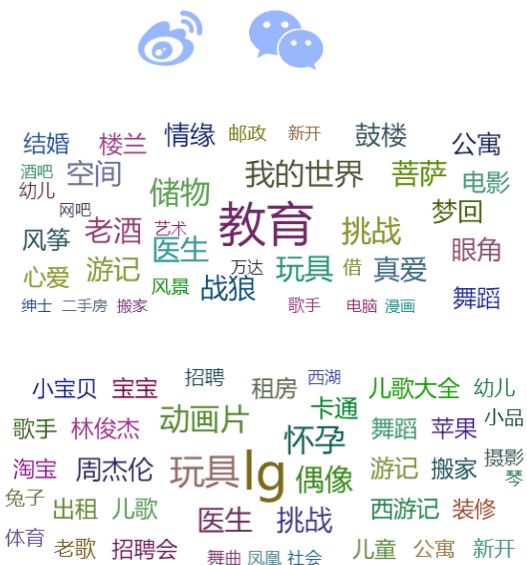 结婚 楼兰 情缘 邮政 新开 鼓楼 公寓
酒吧 空间 我的世界 菩萨 电影
幼儿 网吧 储物 教育 梦回
风筝 老酒 艺术 医生 挑战 眼角
心爱 游记 风景 战狼 万达 玩具 借 真爱 舞蹈
绅士 二手房 搬家 歌手 电脑 漫画
小宝贝 宝宝 招聘 租房 西湖 儿歌大全 幼儿
歌手 林俊杰 动画片 卡通 怀孕 舞蹈 苹果 小品
淘宝 周杰伦 玩具 lg 偶像 游记 搬家 摄影 琴
兔子 出租 儿歌 医生 挑战 西游记 装修
体育 老歌 招聘会 舞曲 凤凰 社会 儿童 公寓 新开